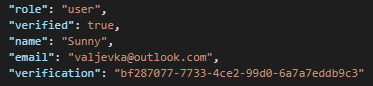 "role": "user",
"verified": true,
"name": "Sunny",
"email": "valjevka@outlook.com",
"verification": "bf287077-7733-4ce2-99d0-6a7a7eddb9c3"